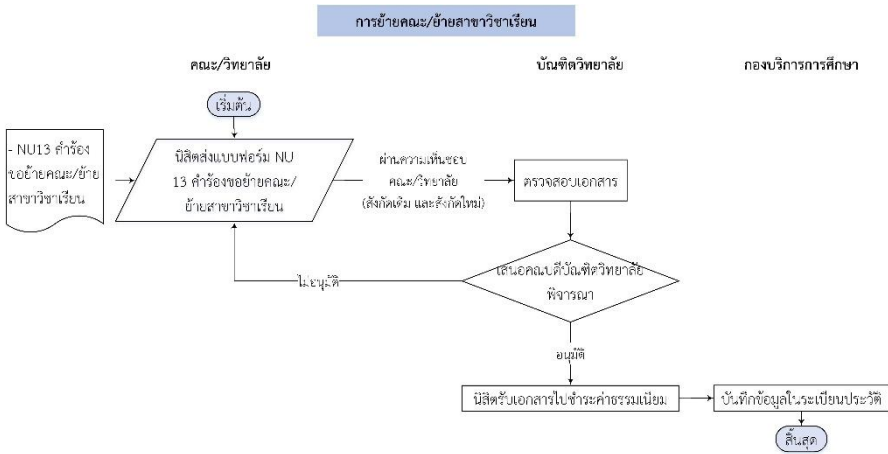 การย้ายคณะ/ย้ายสาขาวิชาเรียน
คณะ/วิทยาลัย
บัณฑิตวิทยาลัย
กองบริการการศึกษา
เริ่มต้น
- NU13 คำร้อง
ขอย้ายคณะ/ย้าย
สาขาวิชาเรียน
นิสิตส่งแบบฟอร์ม NU
13 คำร้องขอย้ายคณะ/
ย้ายสาขาวิชาเรียน
ผ่านความเห็นชอบ
คณะ/วิทยาลัย
(สังกัดเดิม และสังกัดใหม่)
ตรวจสอบเอกสาร
เสนอคณบดีบัณฑิตวิทยาลัย
พิจารณา
ไม่อนุมัติ
อนุมัติ
นิสิตรับเอกสารไปชำระค่าธรรมเนียม
บันทึกข้อมูลในระเบียนประวัติ
สิ้นสุด